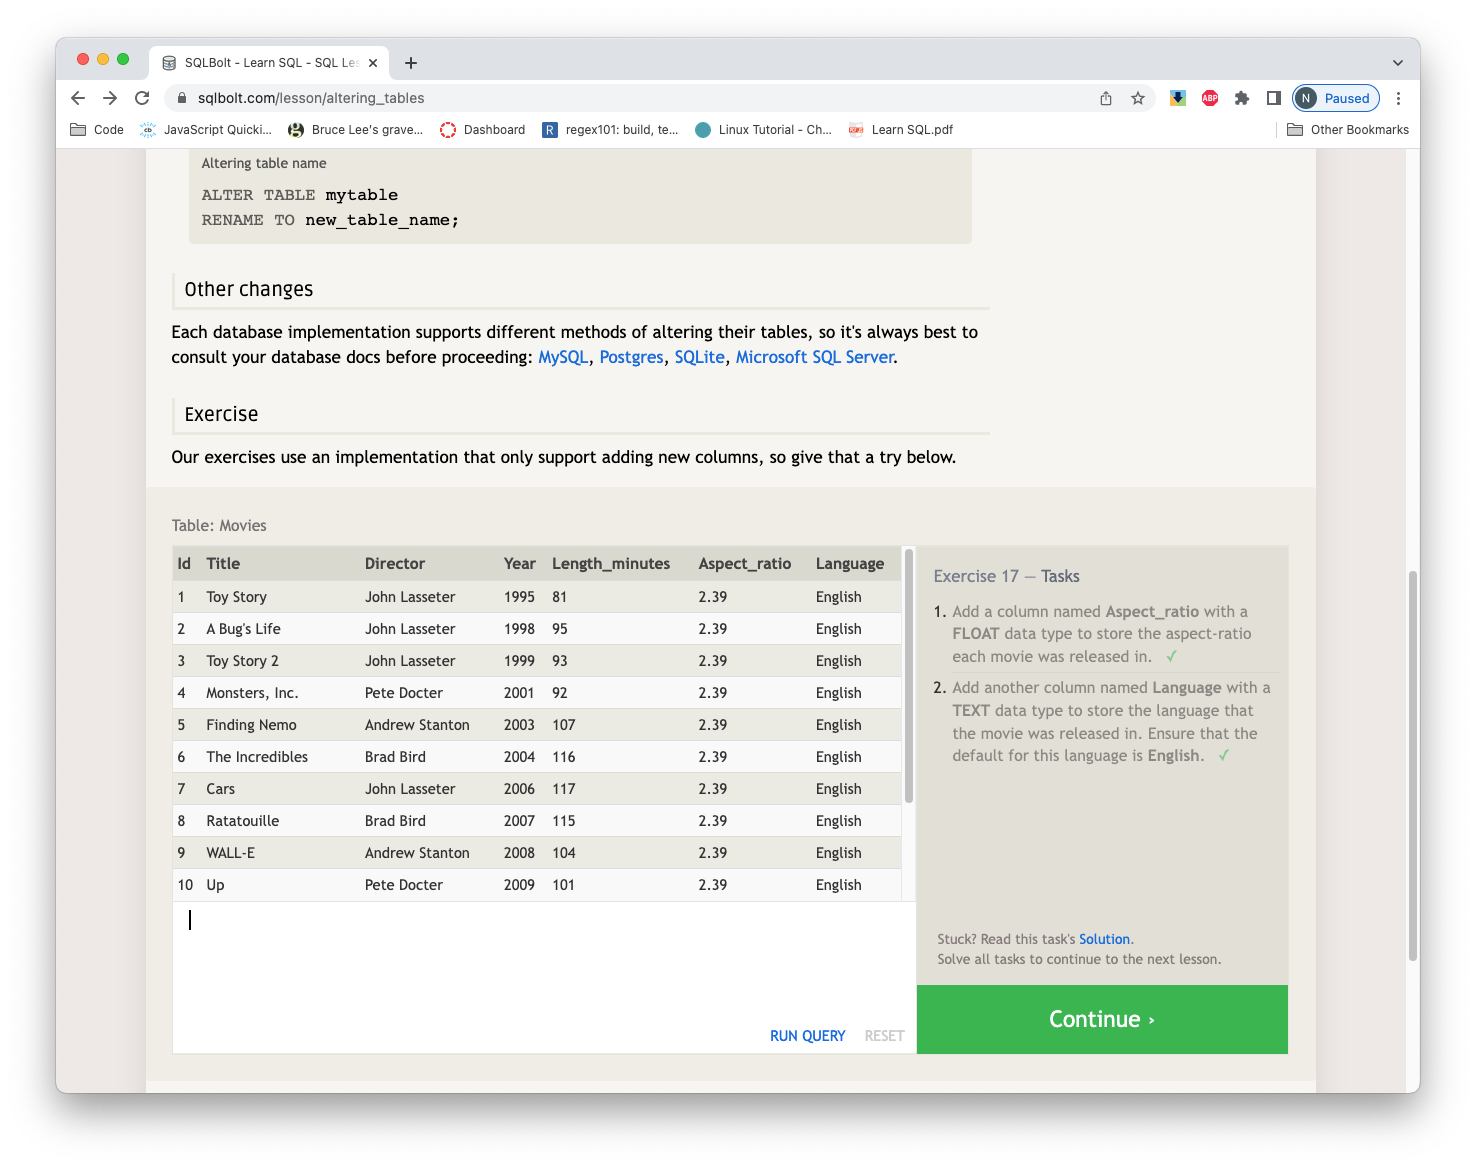 SQLBolt - Learn SQL - SQL Les
sqlbolt.com/lesson/altering_tables
ABP
N Paused
Code JavaScript Quicki... Bruce Lee's grave... Dashboard R regex101: build, te... Linux Tutorial - Ch... Learn SQL.pdf Other Bookmarks
Altering table name
ALTER TABLE mytable
RENAME TO new_table_name;
Other changes
Each database implementation supports different methods of altering their tables, so it's always best to
consult your database docs before proceeding: MySQL, Postgres, SQLite, Microsoft SQL Server.
Exercise
Our exercises use an implementation that only support adding new columns, so give that a try below.
Table: Movies
Id Title Director Year Length_minutes Aspect_ratio Language
1 Toy Story John Lasseter 1995 81 2.39 English
2 A Bug's Life John Lasseter 1998 95 2.39 English
3 Toy Story 2 John Lasseter 1999 93 2.39 English
4 Monsters, Inc. Pete Docter 2001 92 2.39 English
5 Finding Nemo Andrew Stanton 2003 107 2.39 English
6 The Incredibles Brad Bird 2004 116 2.39 English
7 Cars John Lasseter 2006 117 2.39 English
8 Ratatouille Brad Bird 2007 115 2.39 English
9 WALL-E Andrew Stanton 2008 104 2.39 English
10 Up Pete Docter 2009 101 2.39 English
RUN QUERY RESET
Exercise 17 — Tasks
1. Add a column named Aspect_ratio with a
FLOAT data type to store the aspect-ratio
each movie was released in. ✓
2. Add another column named Language with a
TEXT data type to store the language that
the movie was released in. Ensure that the
default for this language is English. ✓
Stuck? Read this task's Solution.
Solve all tasks to continue to the next lesson.
Continue ›